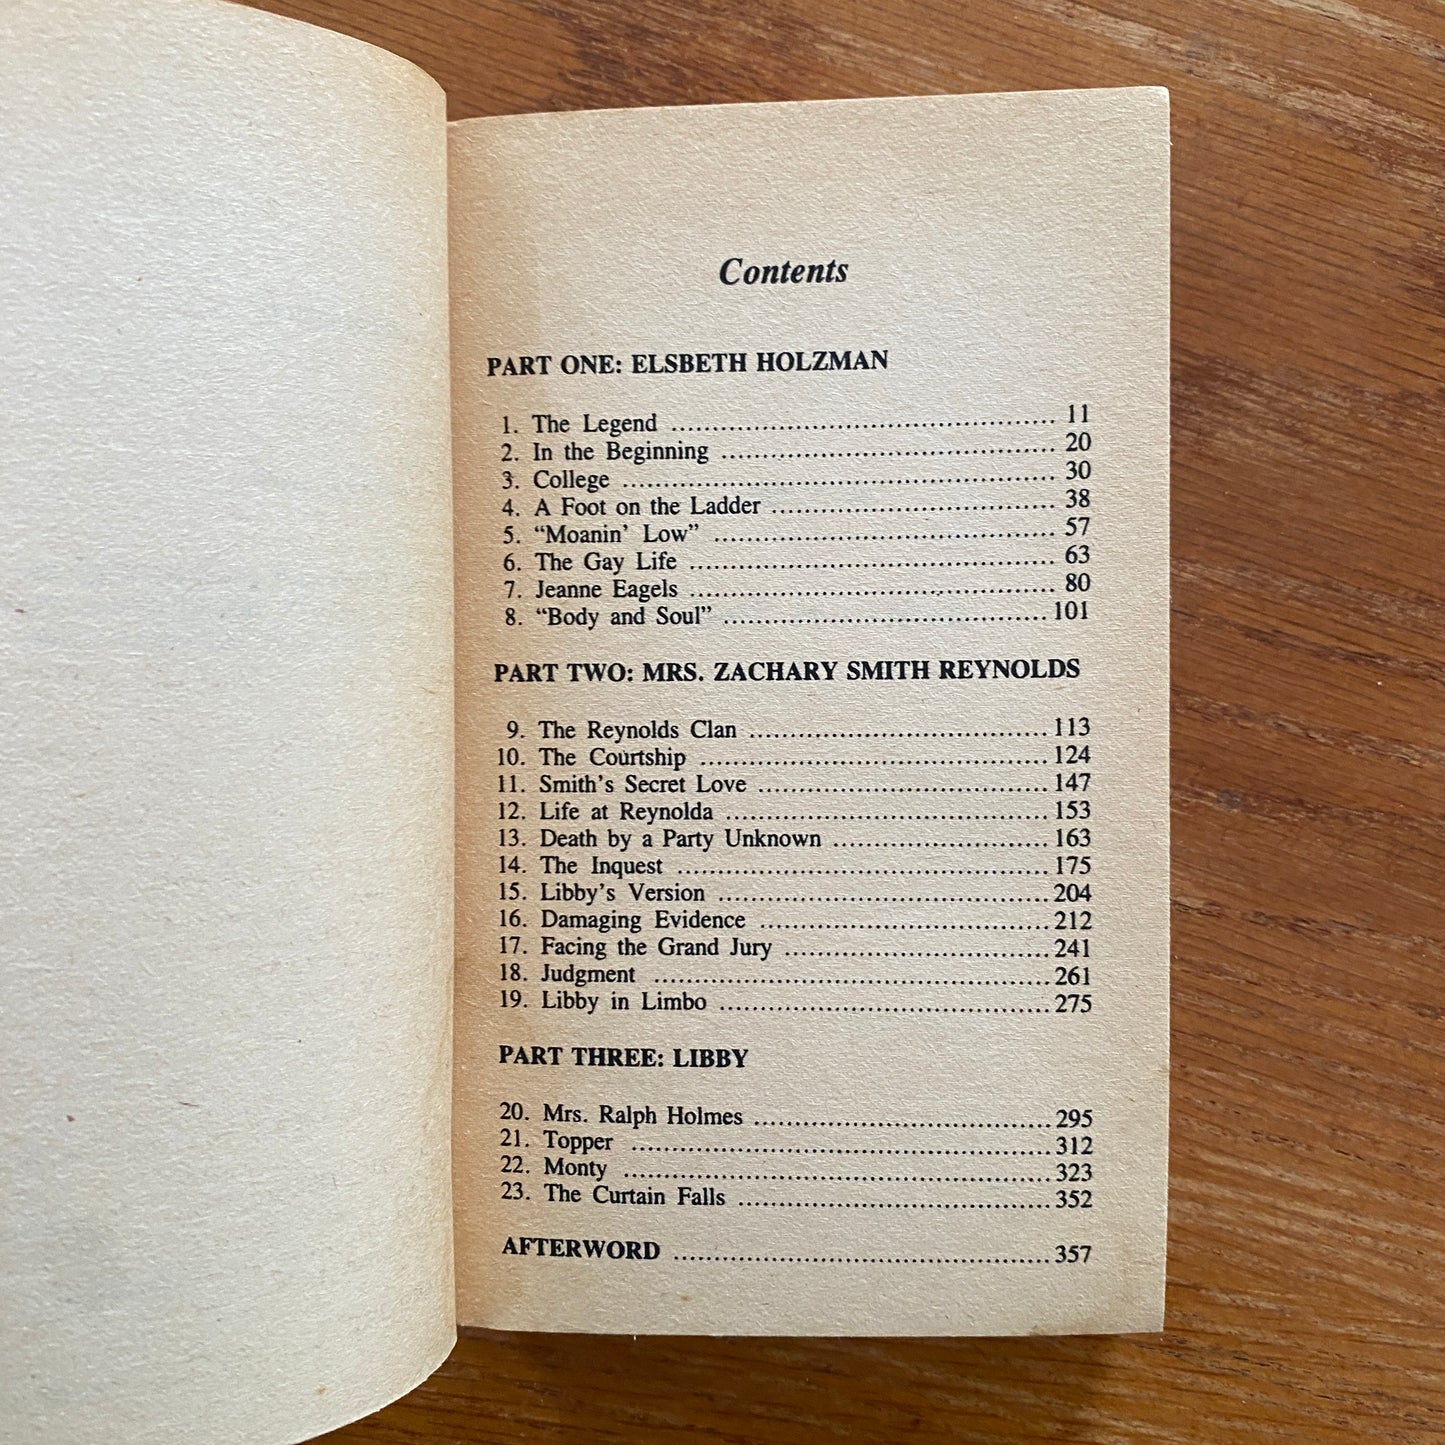 Contents
PART ONE: ELSBETH HOLZMAN
1. The Legend ........................................ 11
2. In the Beginning ........................................ 20
3. College ........................................ 30
4. A Foot on the Ladder ........................................ 38
5. “Moanin’ Low” ........................................ 57
6. The Gay Life ........................................ 63
7. Jeanne Eagels ........................................ 80
8. “Body and Soul” ........................................ 101
PART TWO: MRS. ZACHARY SMITH REYNOLDS
9. The Reynolds Clan ........................................ 113
10. The Courtship ........................................ 124
11. Smith’s Secret Love ........................................ 147
12. Life at Reynolda ........................................ 153
13. Death by a Party Unknown ........................................ 163
14. The Inquest ........................................ 175
15. Libby’s Version ........................................ 204
16. Damaging Evidence ........................................ 212
17. Facing the Grand Jury ........................................ 241
18. Judgment ........................................ 261
19. Libby in Limbo ........................................ 275
PART THREE: LIBBY
20. Mrs. Ralph Holmes ........................................ 295
21. Topper ........................................ 312
22. Monty ........................................ 323
23. The Curtain Falls ........................................ 352
AFTERWORD ........................................ 357